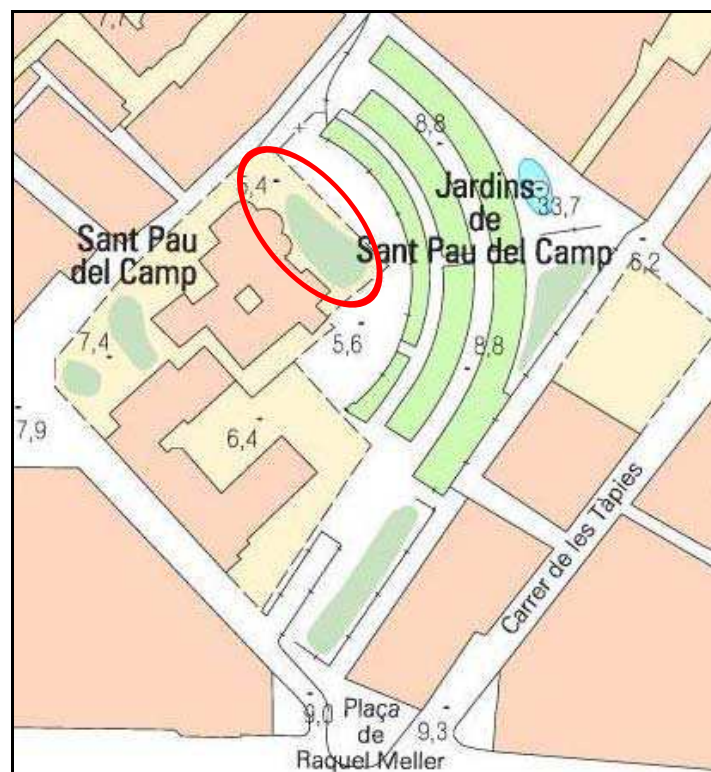 8,8
Jardins
de
Sant Pau del Camp
33,7
6,2
Sant Pau
del Camp
7,4
5,6
8,8
7,9
6,4
Carrer de les Tàpies
9,0
Plaça
de
Raquel Meller
9,3